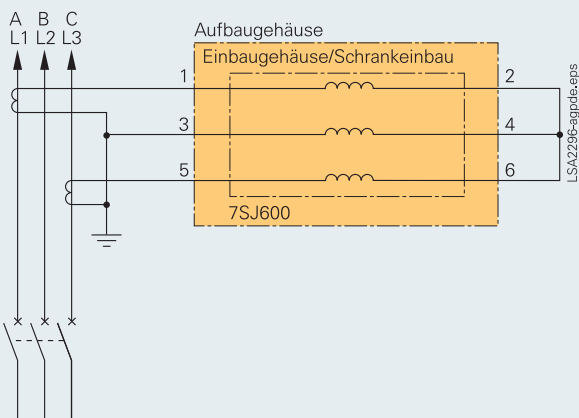 A B C
L1 L2 L3
Aufbaugehäuse
Einbaugehäuse/Schrankeinbau
1
2
3
4
5
6
7SJ600
LSA2296-agpde.eps